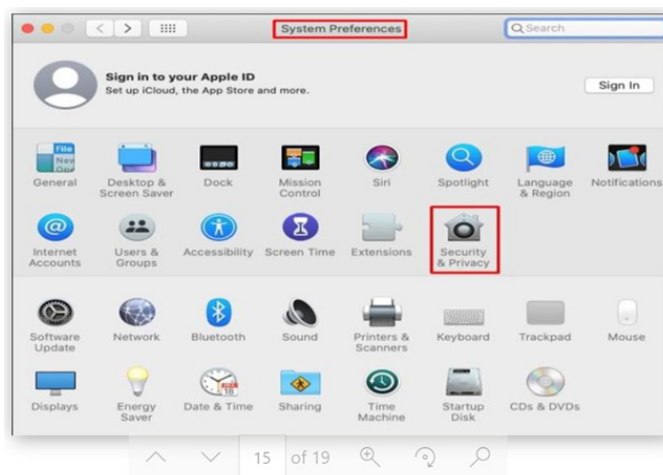 System Preferences
Search
Sign in to your Apple ID
Set up iCloud, the App Store and more.
Sign In
File
New
General
Desktop &
Screen Saver
Dock
Mission
Control
Siri
Spotlight
Language
& Region
Notifications
Internet
Accounts
Users &
Groups
Accessibility
Screen Time
Extensions
Security
& Privacy
Software
Update
Network
Bluetooth
Sound
Printers &
Scanners
Keyboard
Trackpad
Mouse
Displays
Energy
Saver
Date & Time
Sharing
Time
Machine
Startup
Disk
CDs & DVDs
15 of 19